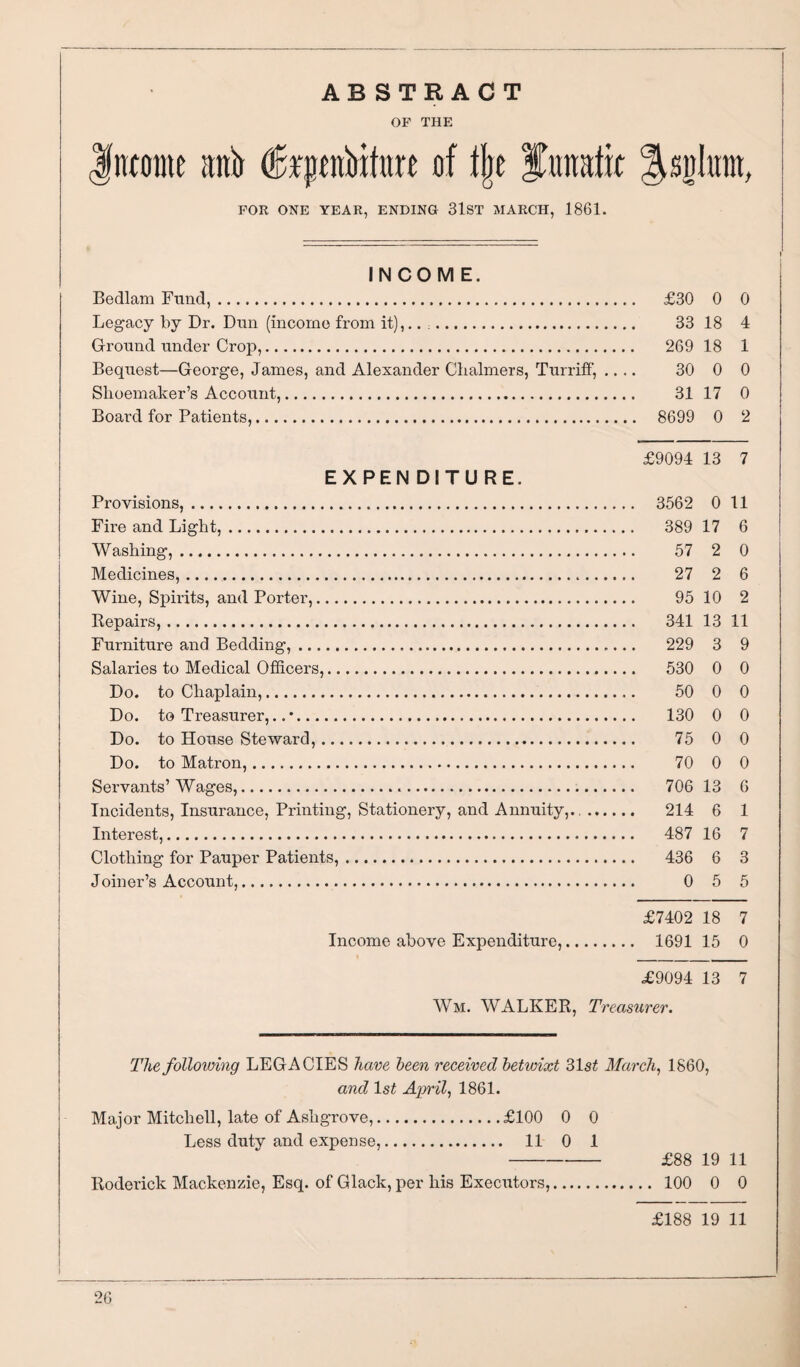 ABSTRACT
OF THE
Income and Expenditure of the Lunatic Asylum,
FOR ONE YEAR, ENDING 31ST MARCH, 1861.
INCOME.
Bedlam Fund, .......... £30 0 0
Legacy by Dr. Dun (income from it), .......... 33 18 4
Ground under Crop, .......... 269 18 1
Bequest—George, James, and Alexander Chalmers, Turriff, .... 30 0 0
Shoemaker's Account, .......... 31 17 0
Board for Patients, .......... 8699 0 2
£9094 13 7
EXPENDITURE.
Provisions, .......... 3562 0 11
Fire and Light, .......... 389 17 6
Washing, .......... 57 2 0
Medicines, .......... 27 2 6
Wine, Spirits, and Porter, .......... 95 10 2
Repairs, .......... 341 13 11
Furniture and Bedding, .......... 229 3 9
Salaries to Medical Officers, .......... 530 0 0
Do. to Chaplain, .......... 50 0 0
Do. to Treasurer, .......... 130 0 0
Do. to House Steward, .......... 75 0 0
Do. to Matron, .......... 70 0 0
Servants' Wages, .......... 706 13 6
Incidents, Insurance, Printing, Stationery, and Annuity, ....... 214 6 1
Interest, .......... 487 16 7
Clothing for Pauper Patients, .......... 436 6 3
Joiner's Account, .......... 0 5 5
£7402 18 7
Income above Expenditure, ........ 1691 15 0
£9094 13 7
WM. WALKER, Treasurer.
The following LEGACIES have been received betwixt 31st March, 1860,
and 1st April, 1861.
Major Mitchell, late of Ashgrove, .......... £100 0 0
Less duty and expense, .......... 11 0 1
£88 19 11
Roderick Mackenzie, Esq. of Glack, per his Executors, .......... 100 0 0
£188 19 11
26